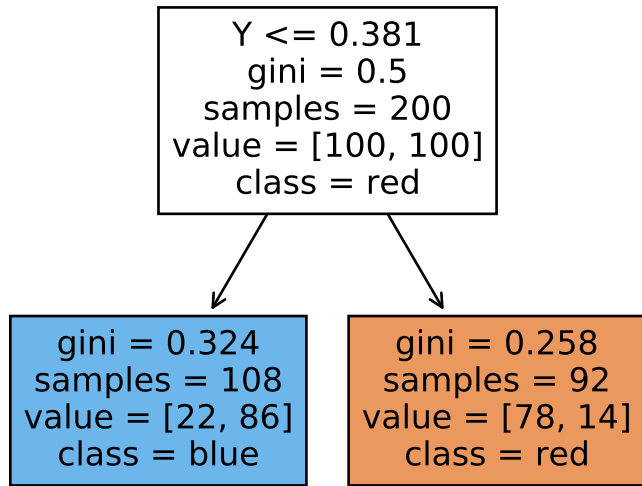 Y <= 0.381
gini = 0.5
samples = 200
value = [100, 100]
class = red
gini = 0.324
samples = 108
value = [22, 86]
class = blue
gini = 0.258
samples = 92
value = [78, 14]
class = red